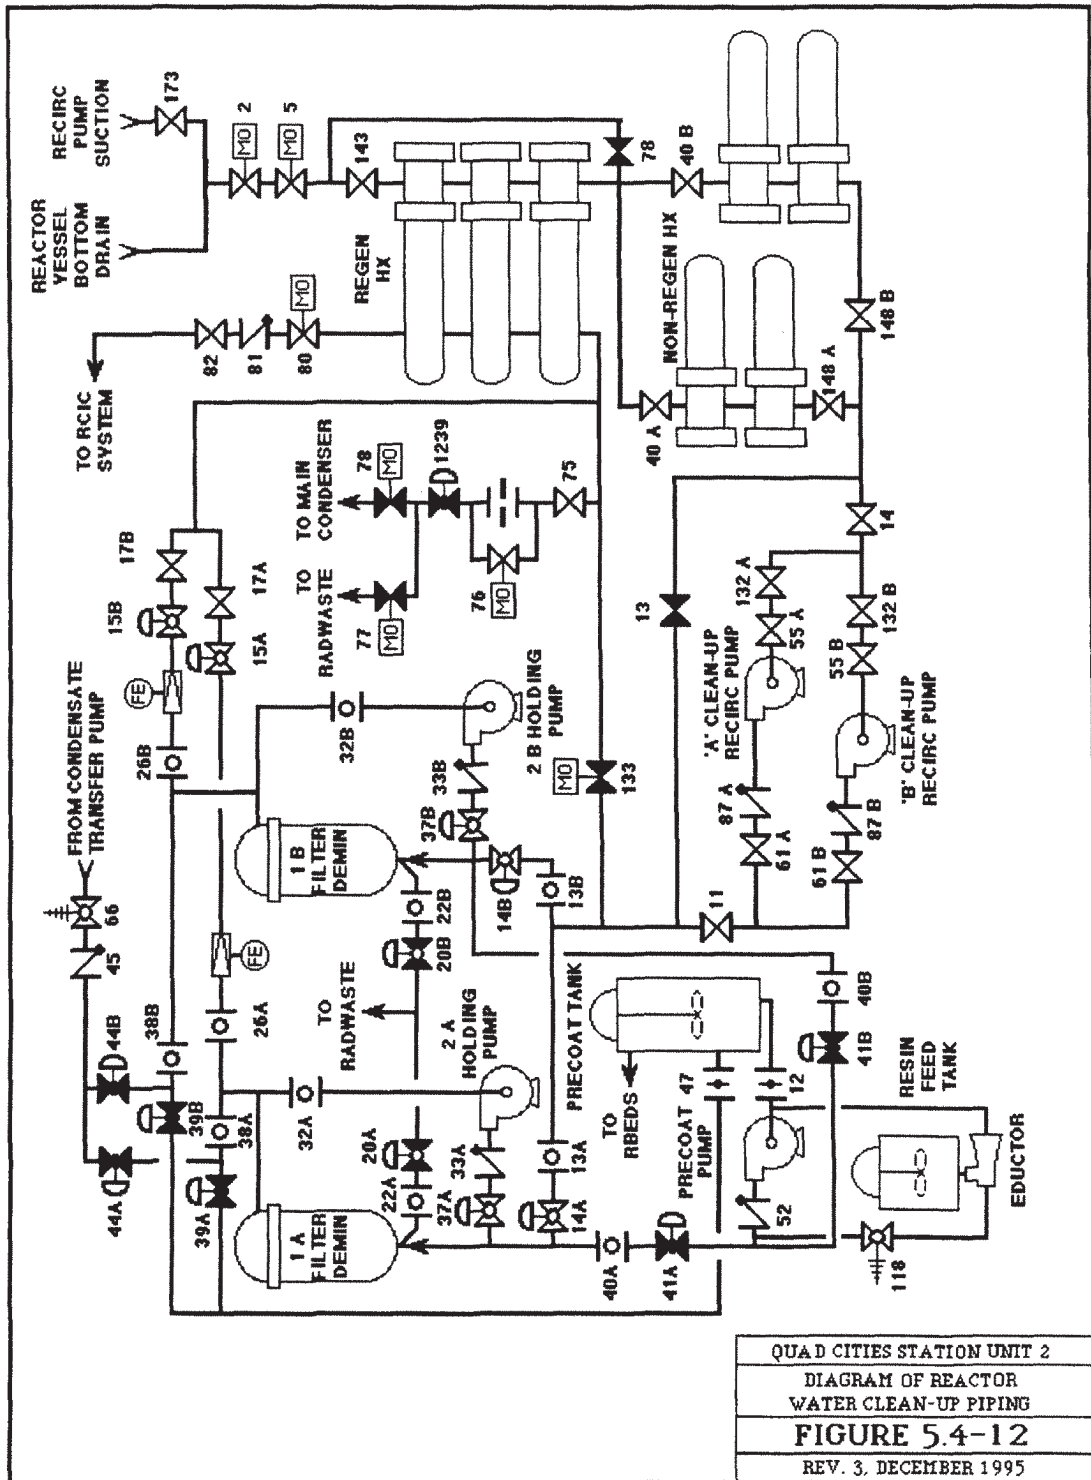 RECIRC
PUMP
SUCTION
173
REACTOR
VESSEL
BOTTOM
DRAIN
MO
2
MO
5
143
78
40 B
REGEN
HX
NON-REGEN HX
148 B
148 A
40 A
TO RCIC
SYSTEM
82
81
MO
80
17B
15B
FE
26B
17A
15A
TO MAIN
CONDENSER
78
MO
1239
75
MO
76
TO
RADWASTE
77
MO
14
13
132 A
55 A
132 B
55 B
"A" CLEAN-UP
RECIRC PUMP
"B" CLEAN-UP
RECIRC PUMP
87 A
61 A
87 B
61 B
11
MO
133
2 B HOLDING
PUMP
32B
33B
37B
14B
13B
1 B
FILTER
DEMIN
22B
20B
FROM CONDENSATE
TRANSFER PUMP
66
45
38B
44B
39B
38A
44A
39A
FE
26A
32A
TO
RADWASTE
2 A
HOLDING
PUMP
20A
22A
33A
37A
14A
13A
1 A
FILTER
DEMIN
PRECOAT TANK
TO
RBEDS
47
12
PRECOAT
PUMP
52
40A
41A
40B
41B
RESIN
FEED
TANK
EDUCTOR
118
QUAD CITIES STATION UNIT 2
DIAGRAM OF REACTOR
WATER CLEAN-UP PIPING
FIGURE 5.4-12
REV. 3, DECEMBER 1995